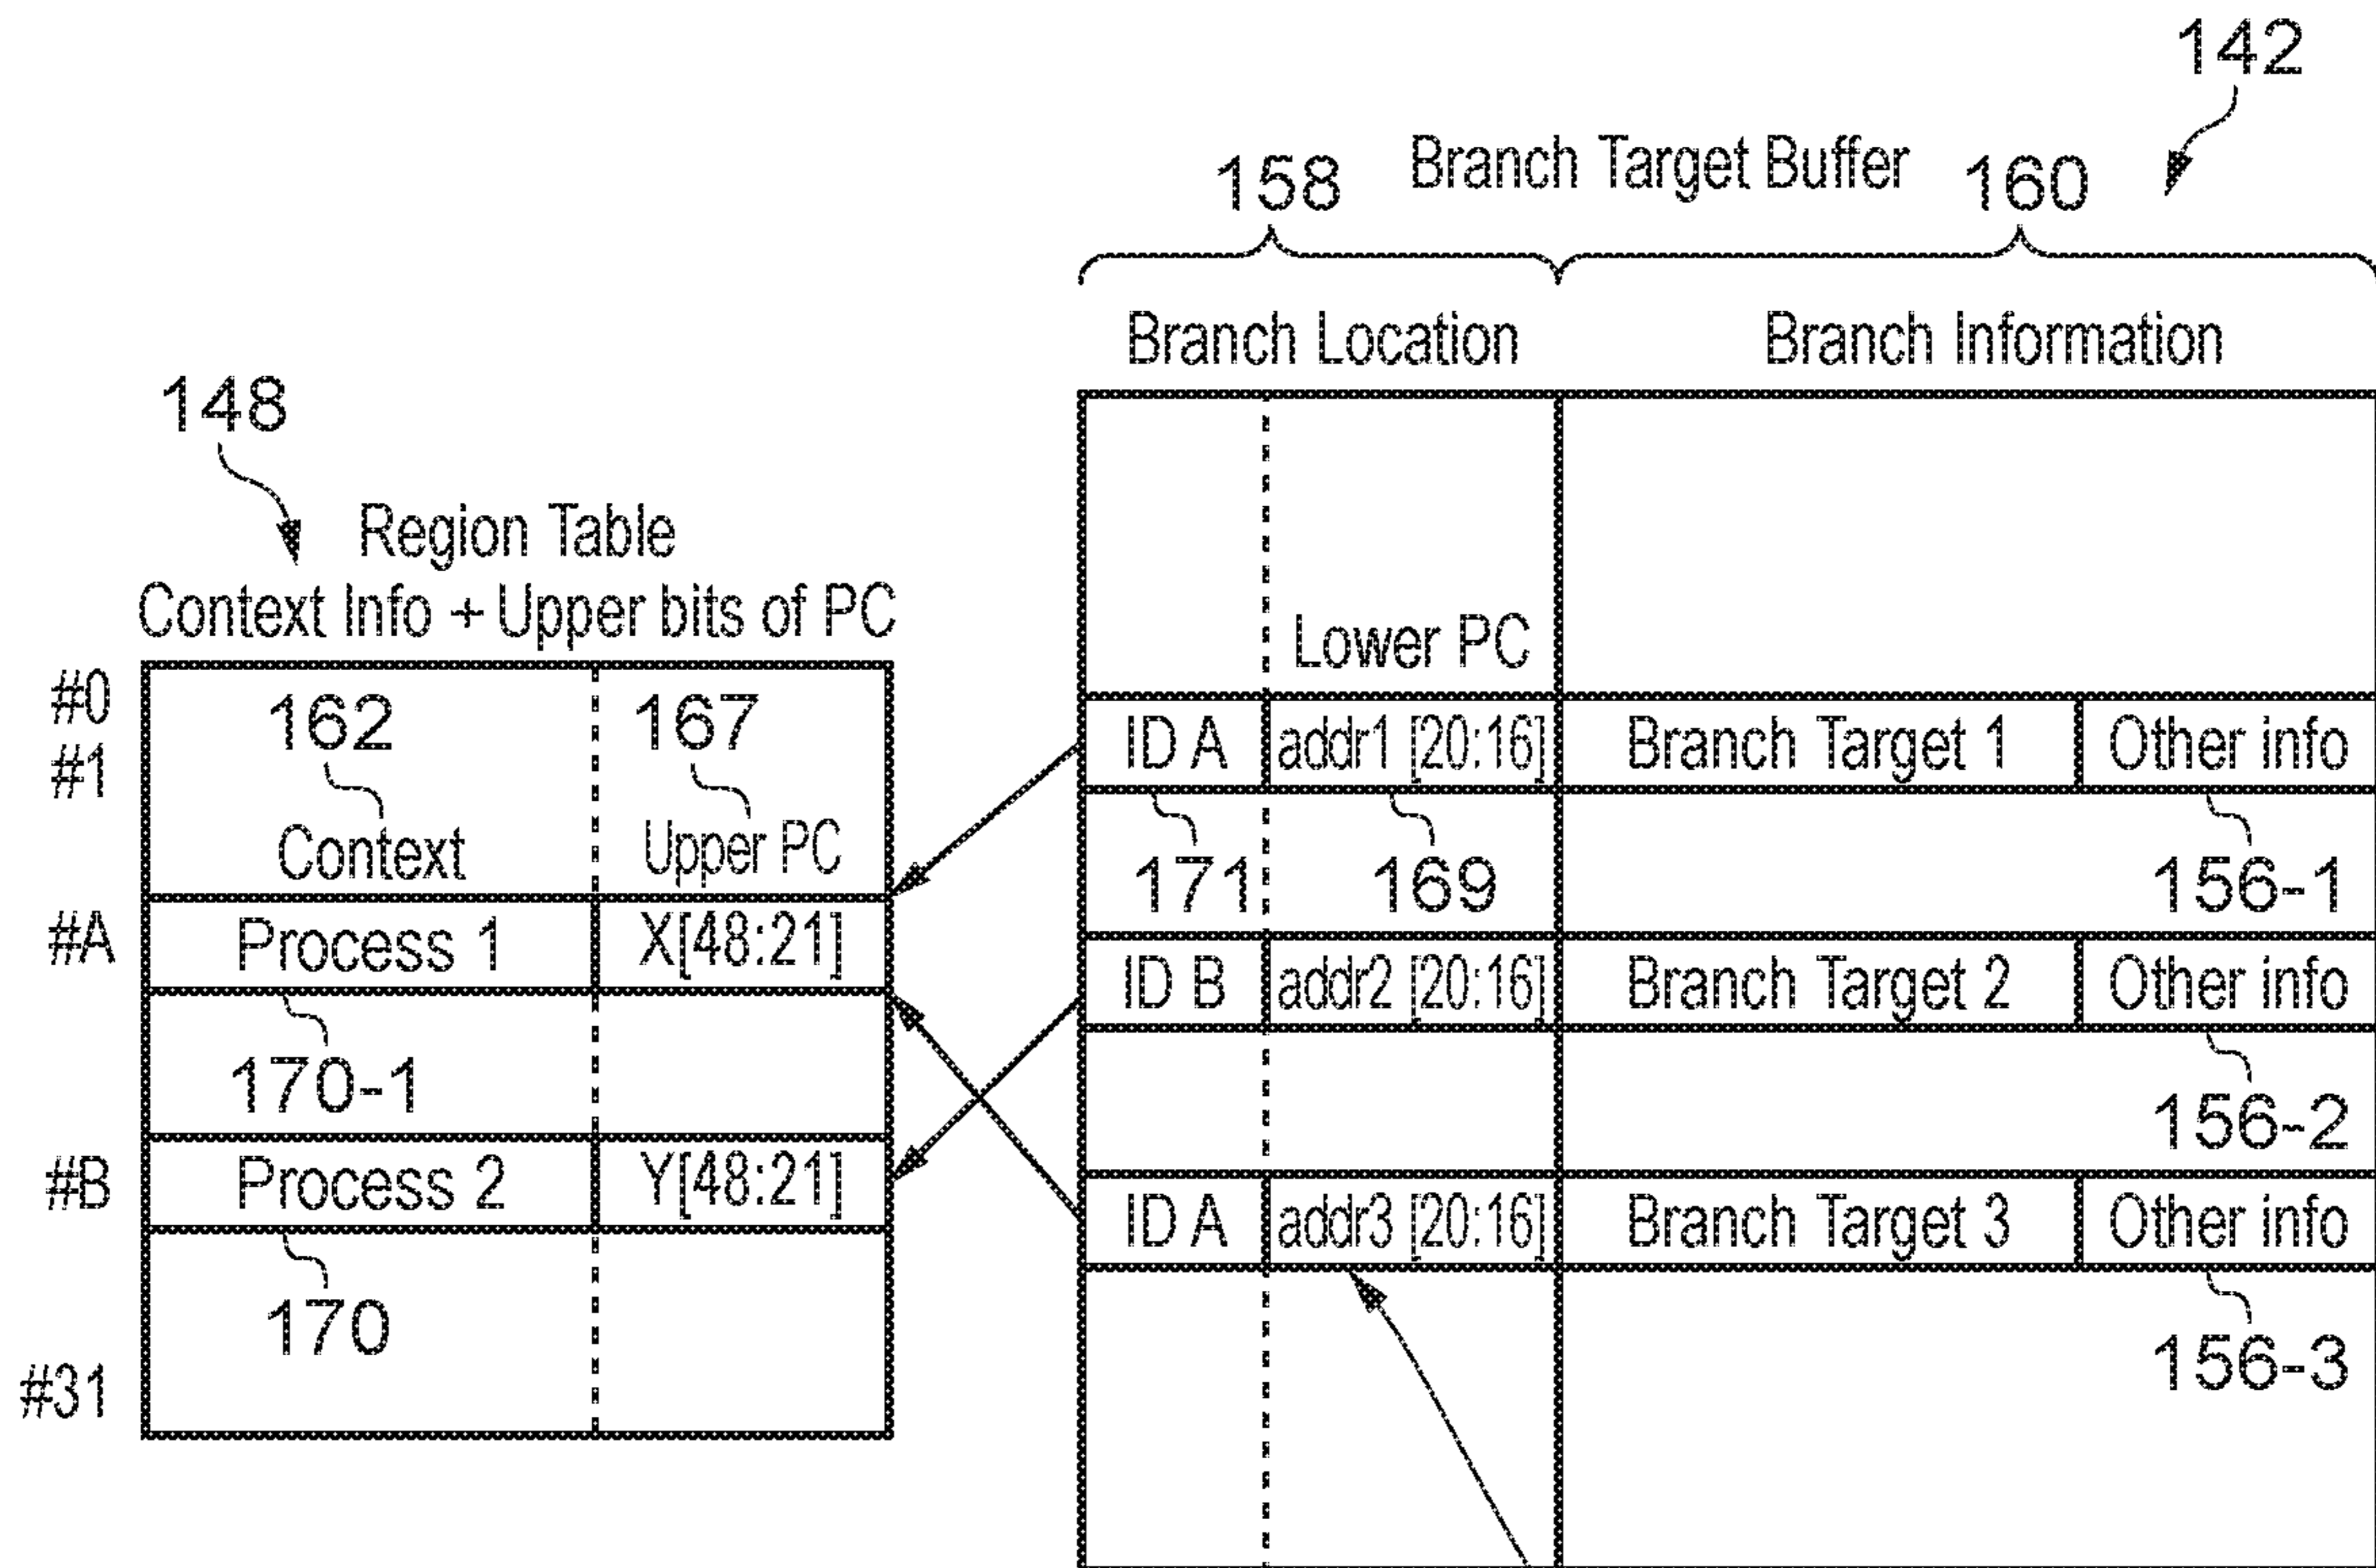 142
Branch Target Buffer
158
160
Branch Location
Branch Information
148
Region Table
Context Info + Upper bits of PC
Lower PC
#0
#1
162
167
Context
Upper PC
ID A
addr1 [20:16]
Branch Target 1
Other info
171
169
156-1
#A
Process 1
X[48:21]
ID B
addr2 [20:16]
Branch Target 2
Other info
170-1
156-2
#B
Process 2
Y[48:21]
ID A
addr3 [20:16]
Branch Target 3
Other info
170
156-3
#31